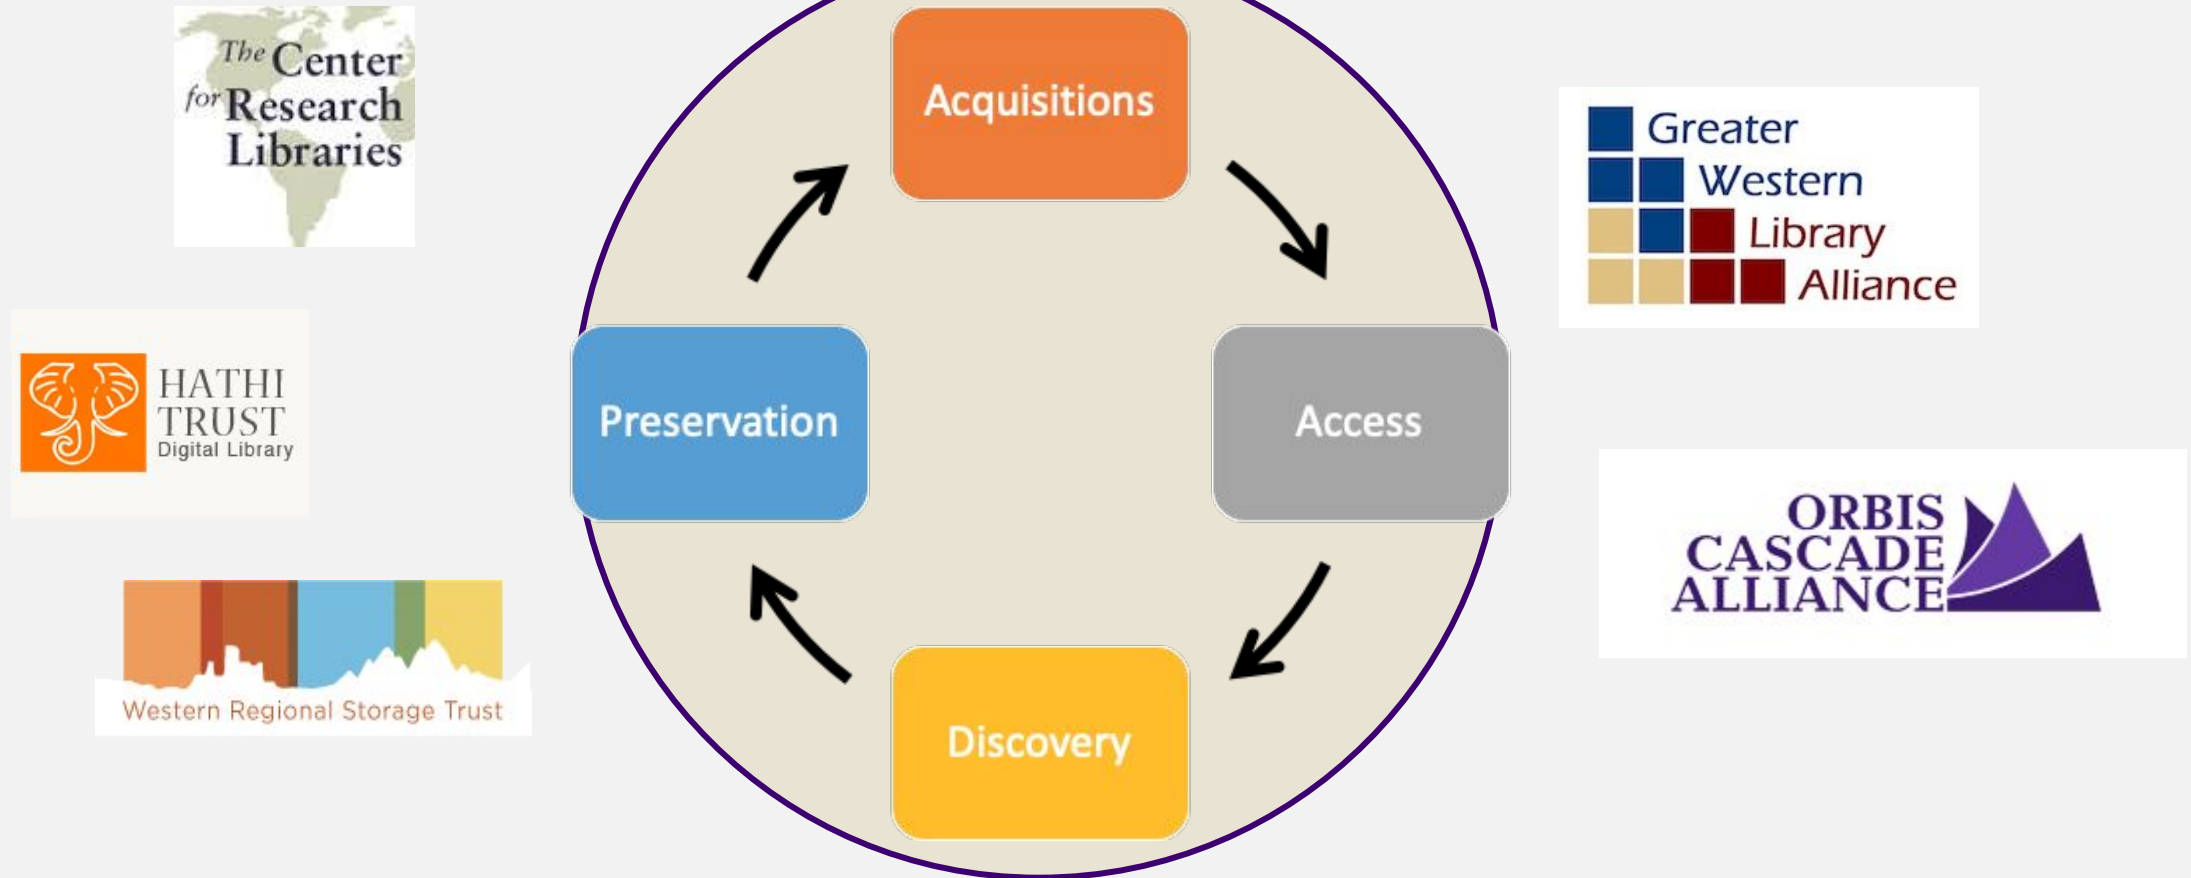 The Center
for Research
Libraries
HATHI
TRUST
Digital Library
Western Regional Storage Trust
Acquisitions
Preservation
Access
Discovery
Greater
Western
Library
Alliance
ORBIS
CASCADE
ALLIANCE